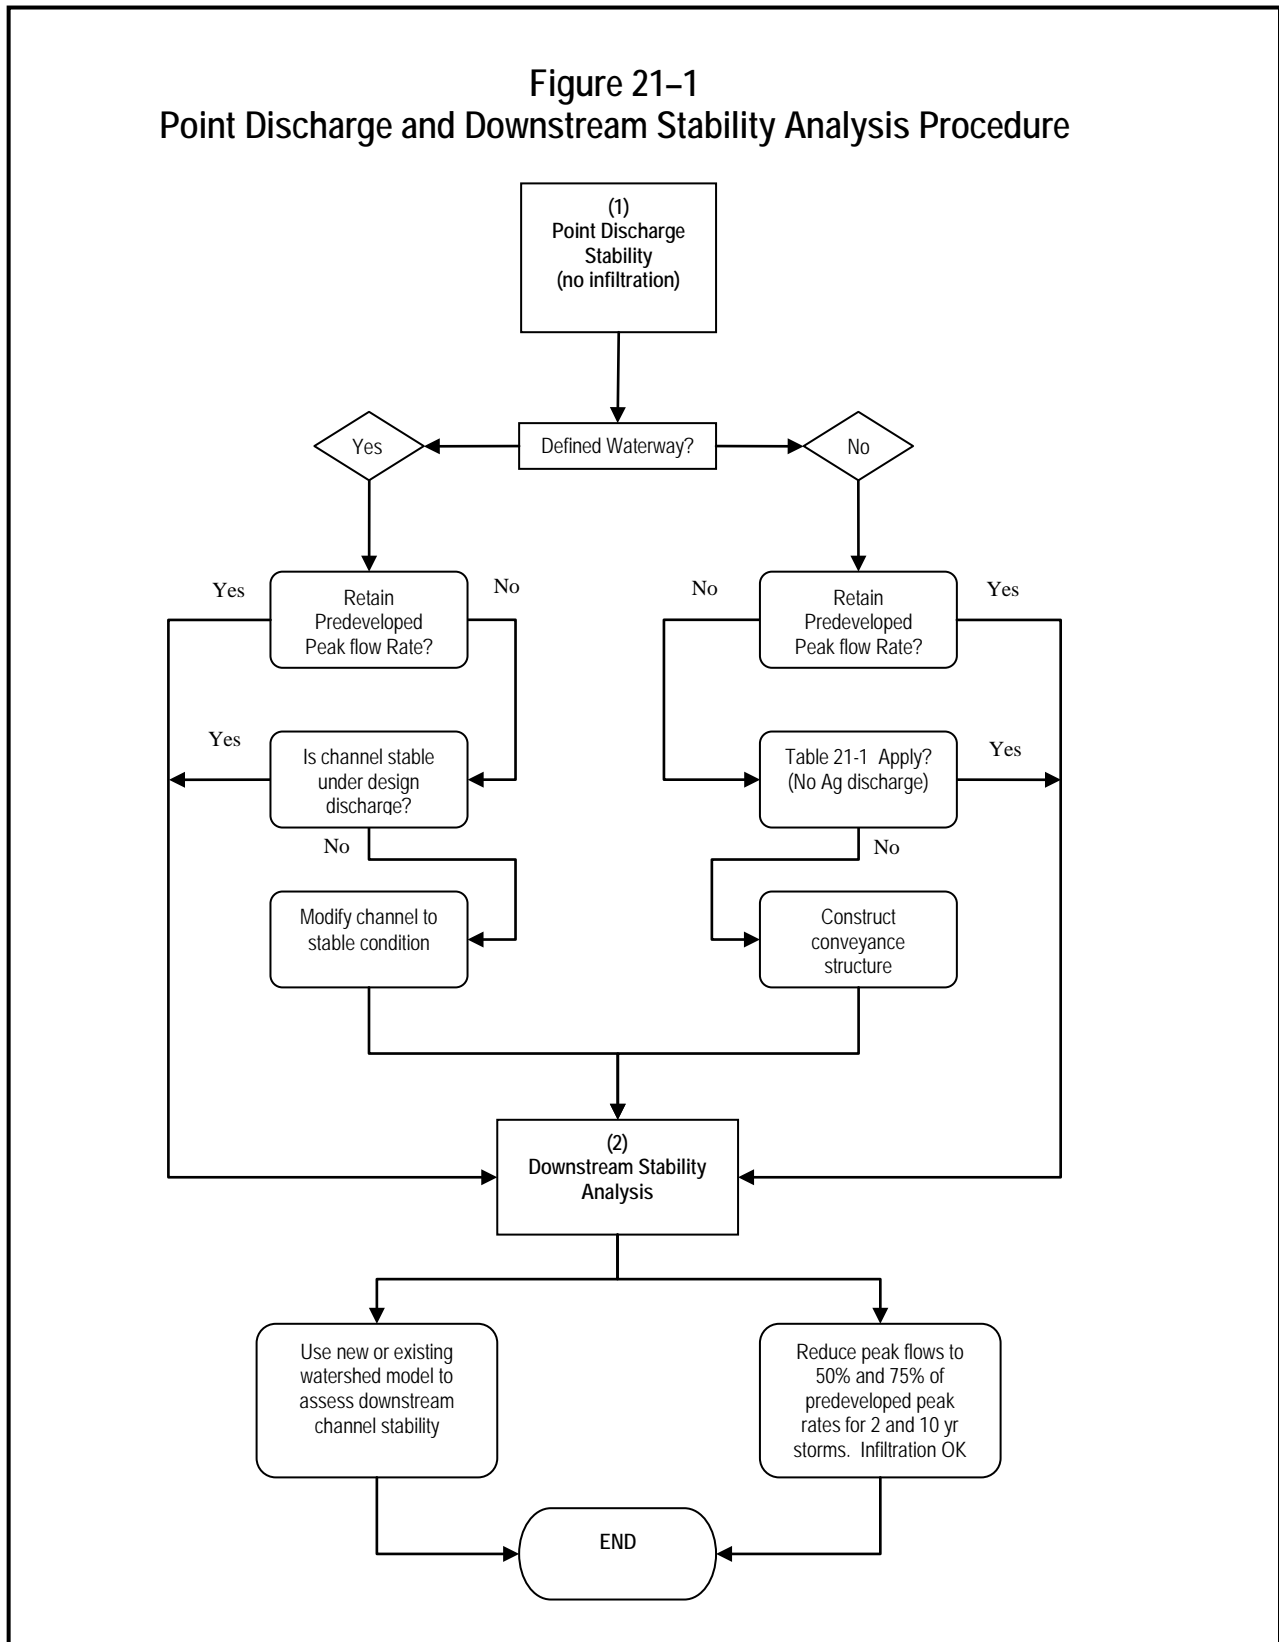 Figure 21–1
Point Discharge and Downstream Stability Analysis Procedure
(1)
Point Discharge
Stability
(no infiltration)
Yes
Defined Waterway?
No
Yes
Retain
Predeveloped
Peak flow Rate?
No
No
Retain
Predeveloped
Peak flow Rate?
Yes
Yes
Is channel stable
under design
discharge?
No
Table 21-1 Apply?
(No Ag discharge)
Yes
No
Modify channel to
stable condition
Construct
conveyance
structure
(2)
Downstream Stability
Analysis
Use new or existing
watershed model to
assess downstream
channel stability
Reduce peak flows to
50% and 75% of
predeveloped peak
rates for 2 and 10 yr
storms. Infiltration OK
END